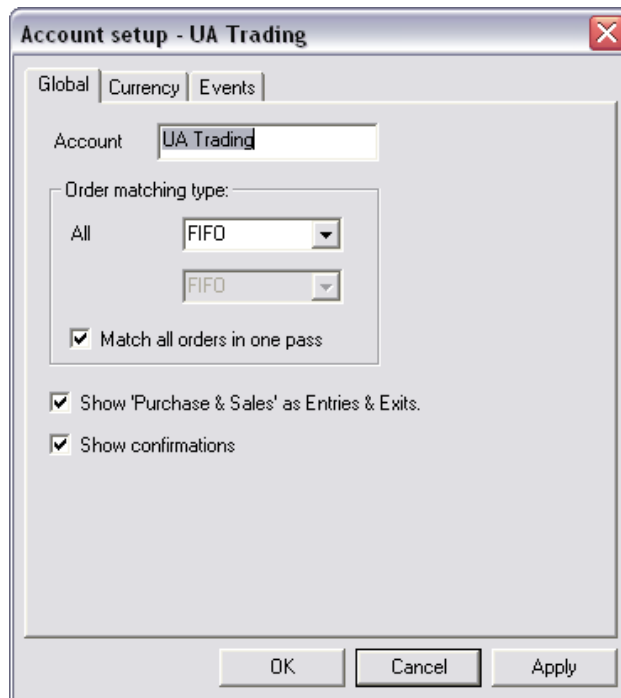 Account setup - UA Trading
Global Currency Events
Account UA Trading
Order matching type:
All FIFO
FIFO
Match all orders in one pass
Show 'Purchase & Sales' as Entries & Exits.
Show confirmations
OK Cancel Apply